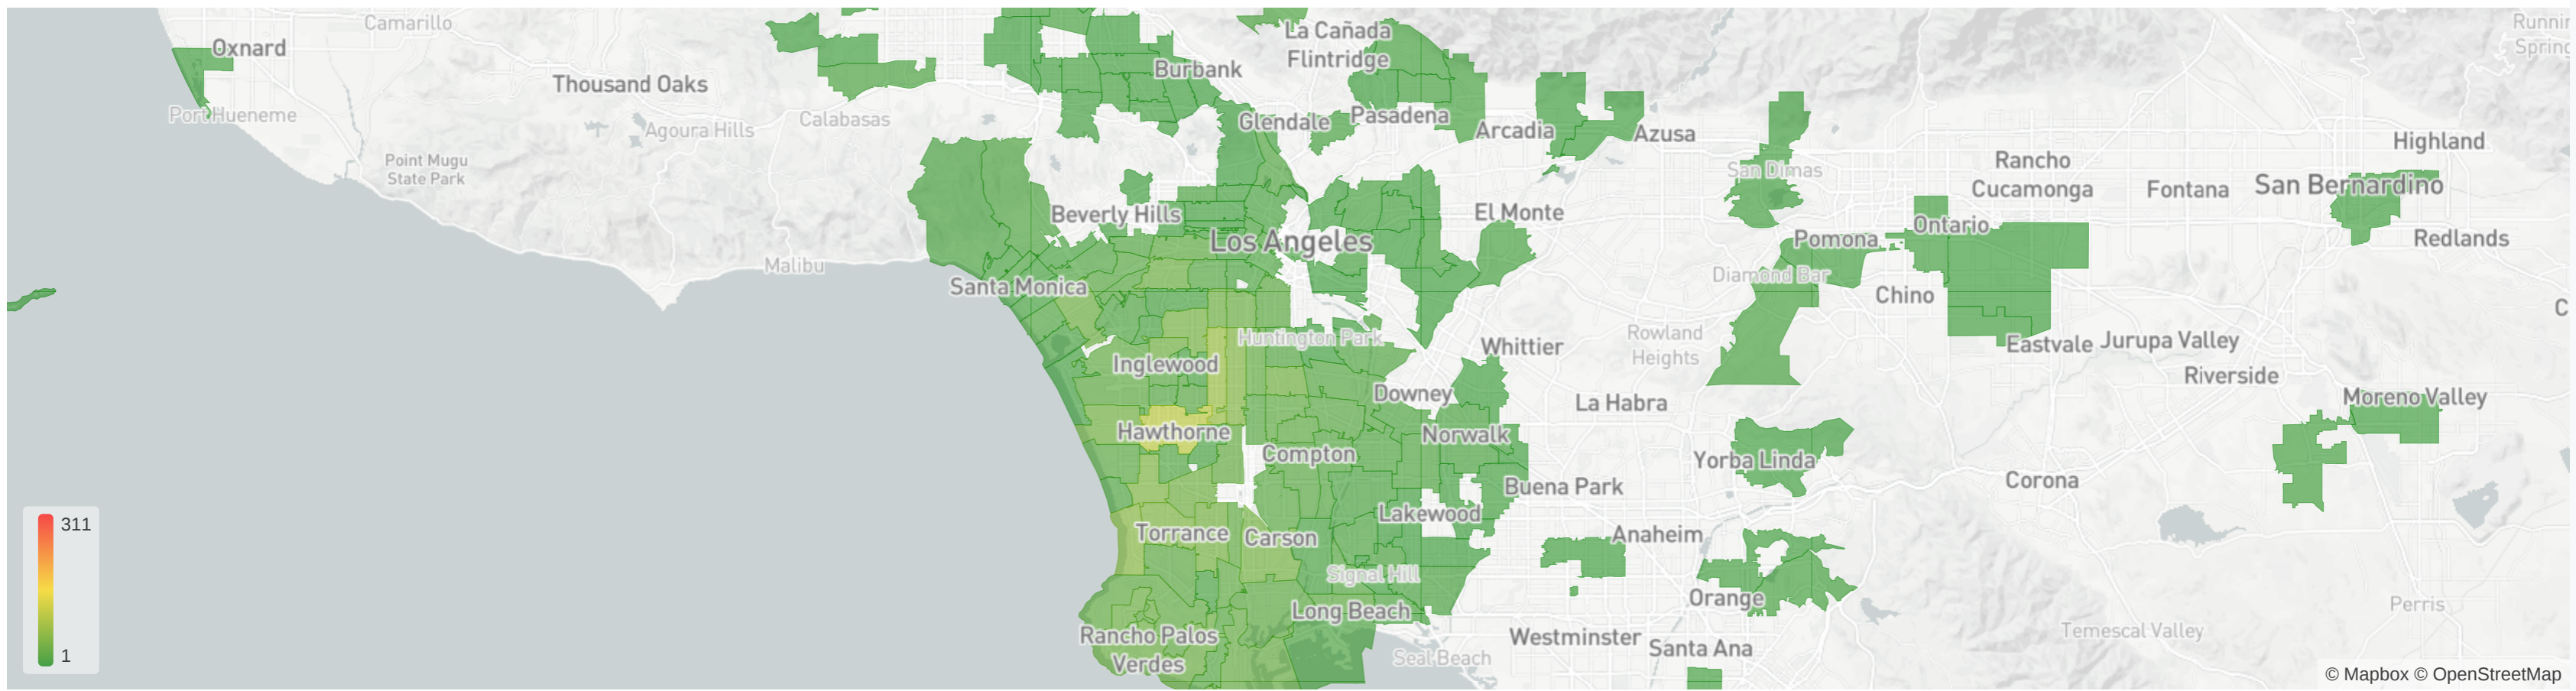 Camarillo
Oxnard
La Cañada
Flintridge
Burbank
Thousand Oaks
Port Hueneme
Calabasas
Agoura Hills
Glendale
Pasadena
Arcadia
Azusa
Highland
Point Mugu
State Park
San Dimas
Rancho
Cucamonga
Fontana
San Bernardino
Beverly Hills
El Monte
Los Angeles
Ontario
Pomona
Redlands
Malibu
Santa Monica
Diamond Bar
Chino
Huntington Park
Whittier
Rowland
Heights
Eastvale
Jurupa Valley
Inglewood
Riverside
Downey
La Habra
Moreno Valley
Hawthorne
Norwalk
Compton
Yorba Linda
Corona
Buena Park
Lakewood
311
Torrance
Carson
Anaheim
Signal Hill
Orange
Long Beach
Perris
Rancho Palos
Verdes
Westminster
Santa Ana
Temescal Valley
Seal Beach
1
© Mapbox © OpenStreetMap